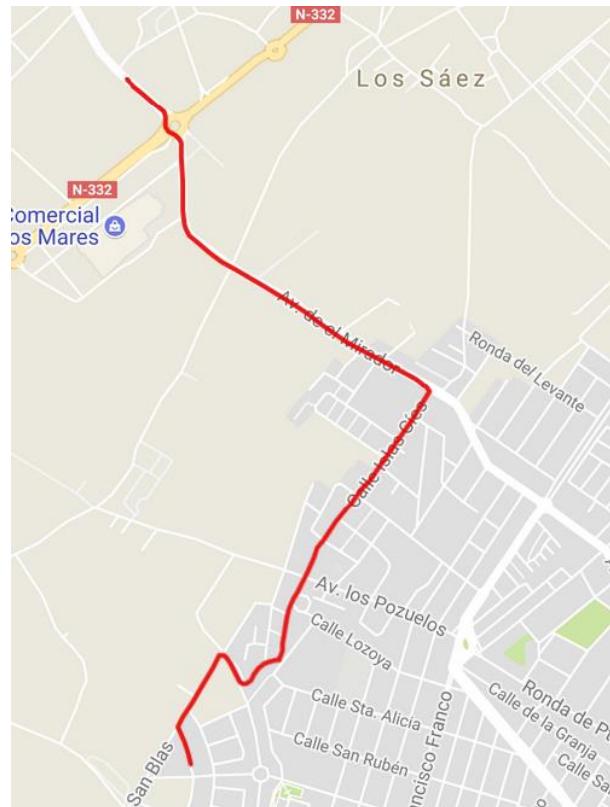 N-332
Los Sáez
N-332
Comercial
os Mares
Av. de el Mirador
Ronda del Levante
Calle Islas Cíes
Av. los Pozuelos
Calle Lozoya
Calle Sta. Alicía
Calle San Rubén
San Blas
ncisco Franco
Ronda de P
Calle de la Granja
Calle Sa